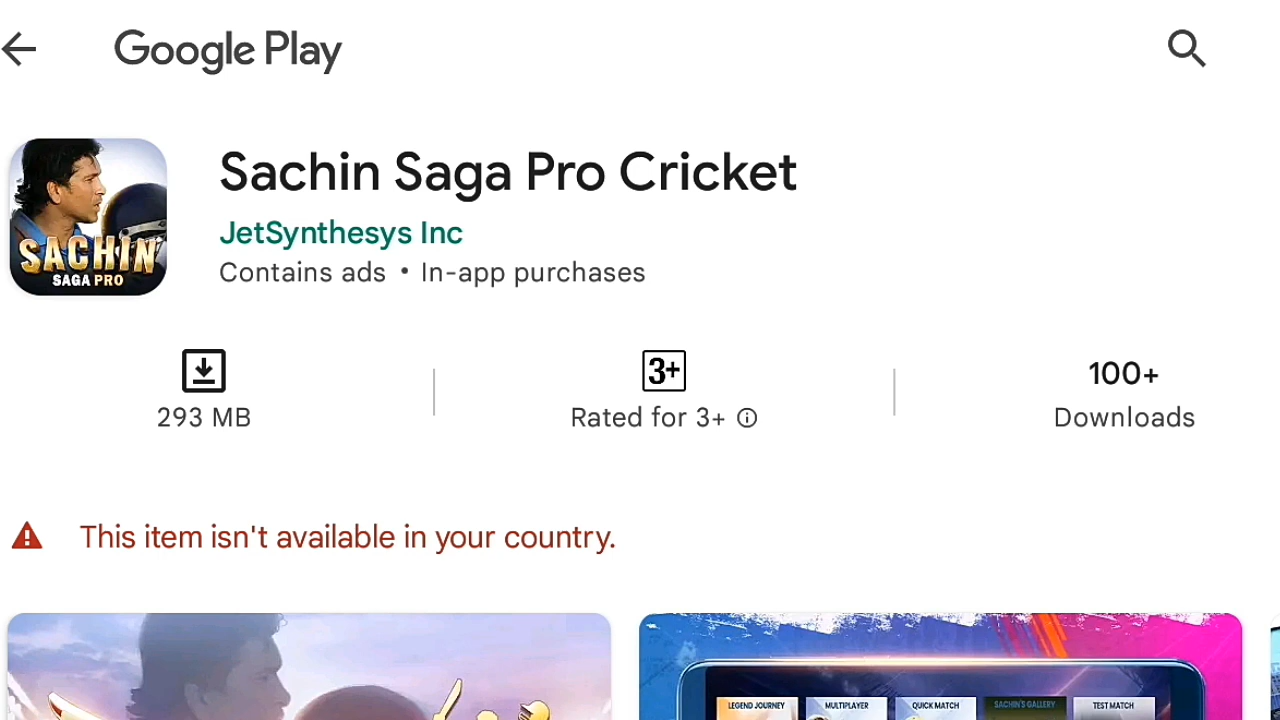 Google Play
Sachin Saga Pro Cricket
SACHIN
SAGA PRO
JetSynthesys Inc
Contains ads • In-app purchases
3+
100+
293 MB
Rated for 3+
Downloads
This item isn't available in your country.
LEGEND JOURNEY
MULTIPLAYER
QUICK MATCH
SACHIN'S GALLERY
TEST MATCH